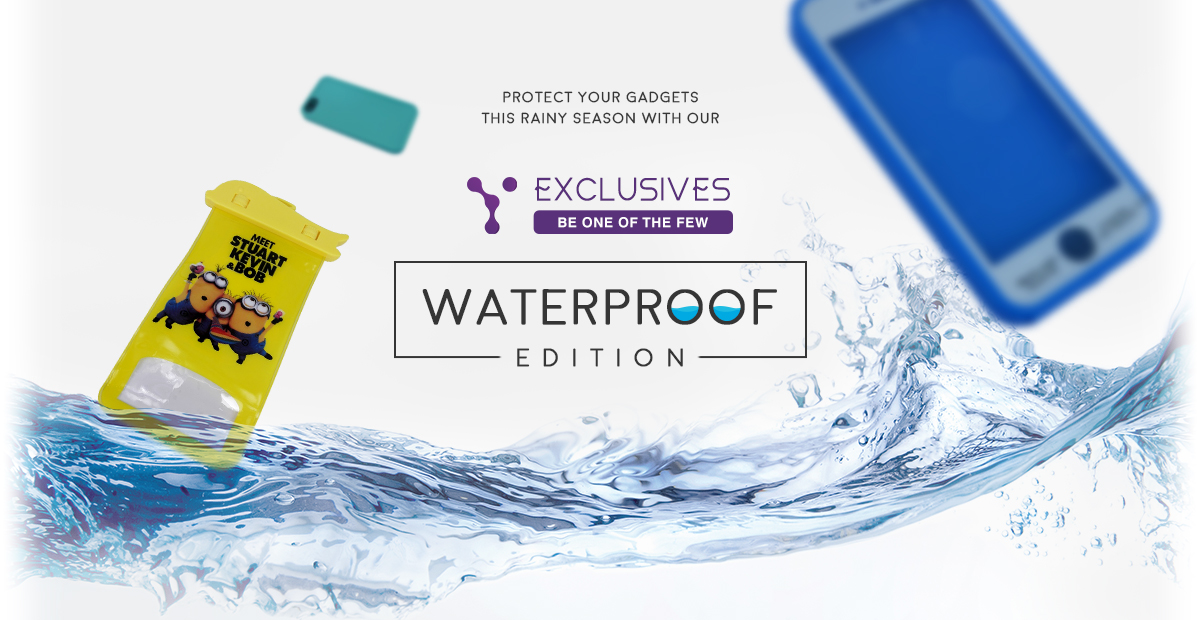 PROTECT YOUR GADGETS
THIS RAINY SEASON WITH OUR
EXCLUSIVES
BE ONE OF THE FEW
WATERPROOF
EDITION
MEET
STUART
KEVIN
&BOB